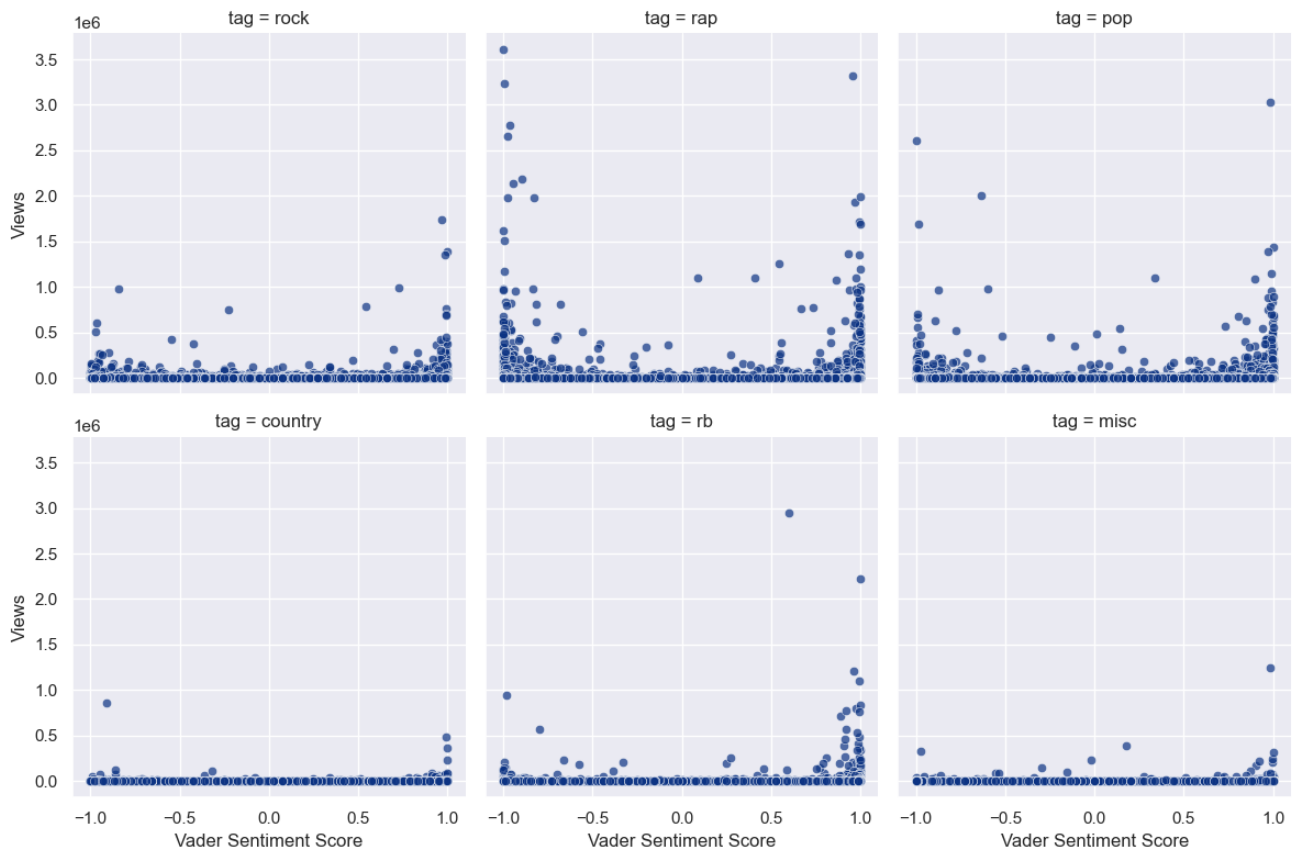 tag = rock
tag = rap
tag = pop
1e6
3.5
3.0
2.5
2.0
1.5
1.0
0.5
0.0
Views
tag = country
tag = rb
tag = misc
1e6
3.5
3.0
2.5
2.0
1.5
1.0
0.5
0.0
Views
−1.0 −0.5 0.0 0.5 1.0
−1.0 −0.5 0.0 0.5 1.0
−1.0 −0.5 0.0 0.5 1.0
Vader Sentiment Score
Vader Sentiment Score
Vader Sentiment Score